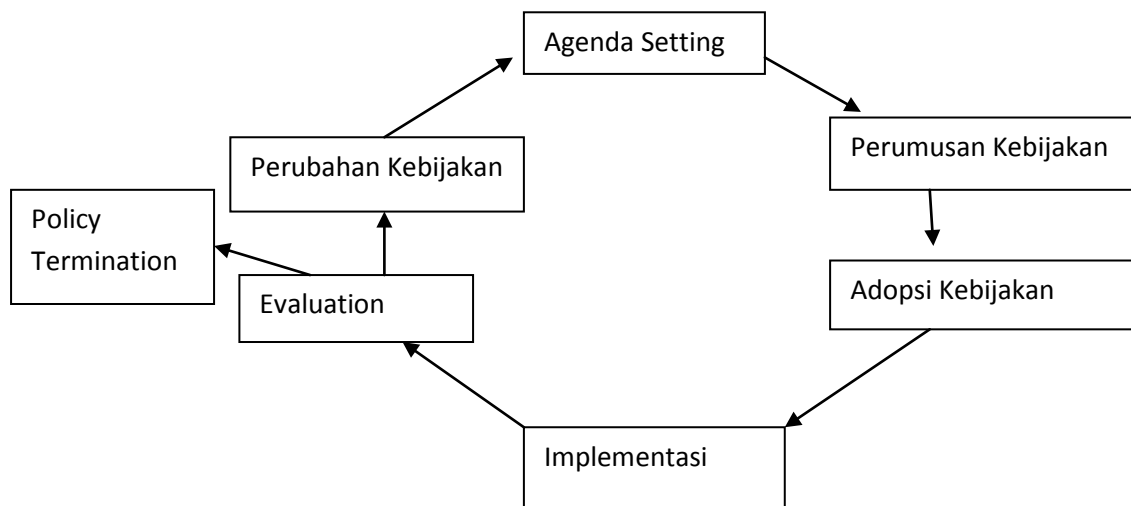 Agenda Setting
Perumusan Kebijakan
Perubahan Kebijakan
Policy
Termination
Adopsi Kebijakan
Evaluation
Implementasi